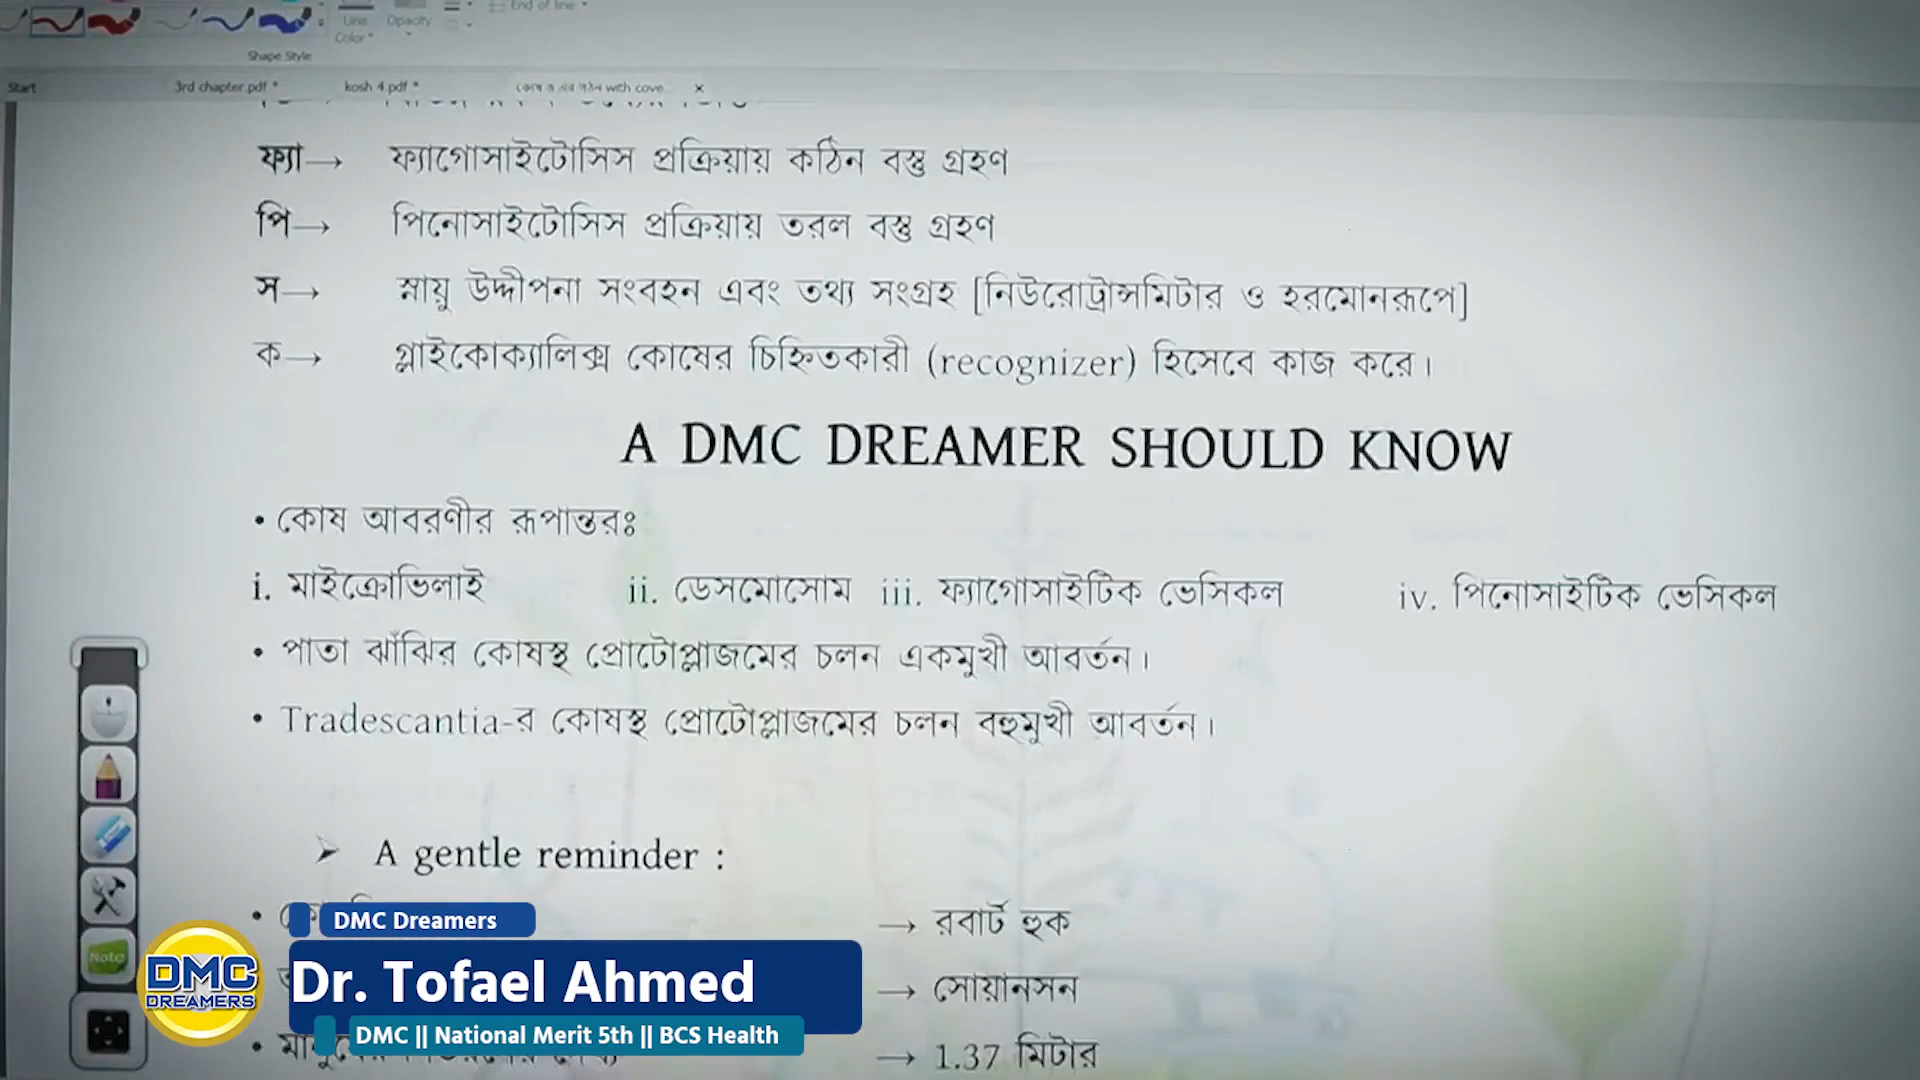 End of line
Line
Opacity
Color
Shape Style
Start 3rd chapter.pdf * kosh 4.pdf * with cove... ×
ফ্যা→ ফ্যাগোসাইটোসিস প্রক্রিয়ায় কঠিন বস্তু গ্রহণ
পি→ পিনোসাইটোসিস প্রক্রিয়ায় তরল বস্তু গ্রহণ
স→ স্নায়ু উদ্দীপনা সংবহন এবং তথ্য সংগ্রহ [নিউরোট্রান্সমিটার ও হরমোনরূপে]
ক→ গ্লাইকোক্যালিক্স কোষের চিহ্নিতকারী (recognizer) হিসেবে কাজ করে।
A DMC DREAMER SHOULD KNOW
• কোষ আবরণীর রূপান্তরঃ
i. মাইক্রোভিলাই ii. ডেসমোসোম iii. ফ্যাগোসাইটিক ভেসিকল iv. পিনোসাইটিক ভেসিকল
• পাতা ঝাঁঝির কোষস্থ প্রোটোপ্লাজমের চলন একমুখী আবর্তন।
• Tradescantia-র কোষস্থ প্রোটোপ্লাজমের চলন বহুমুখী আবর্তন।
➢ A gentle reminder :
→ রবার্ট হুক
DMC Dreamers
→ সোয়ানসন
Dr. Tofael Ahmed
DMC DREAMERS
DMC || National Merit 5th || BCS Health
→ 1.37 মিটার
Note